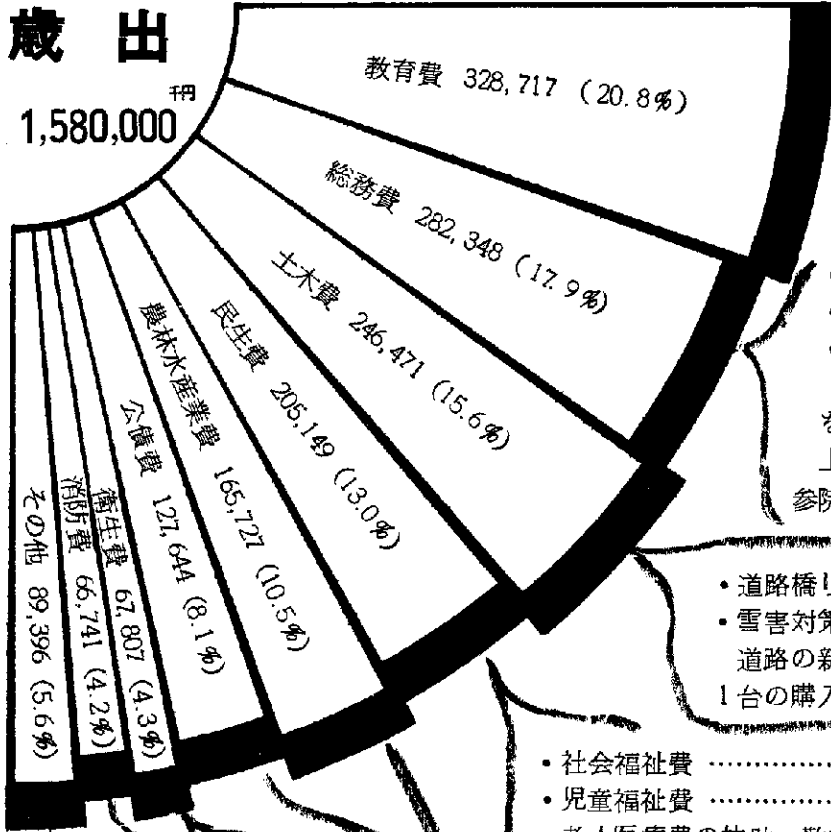 歳出
千円
1,580,000
教育費 328,717 (20.8%)
総務費 282,348 (17.9%)
土木費 246,471 (15.6%)
民生費 205,149 (13.0%)
農林水産業費 165,727 (10.5%)
公債費 127,644 (8.1%)
衛生費 67,807 (4.3%)
消防費 66,741 (4.2%)
その他 89,396 (5.6%)
参院
・道路橋り
・雪害対策
道路の新
1台の購入
・社会福祉費 ……………
・児童福祉費 ……………